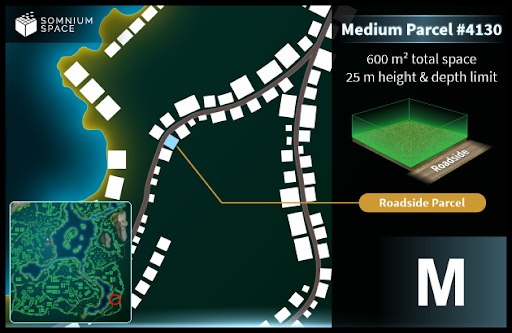 SOMNIUM
SPACE
Medium Parcel #4130
600 m² total space
25 m height & depth limit
Roadside
Roadside Parcel
M